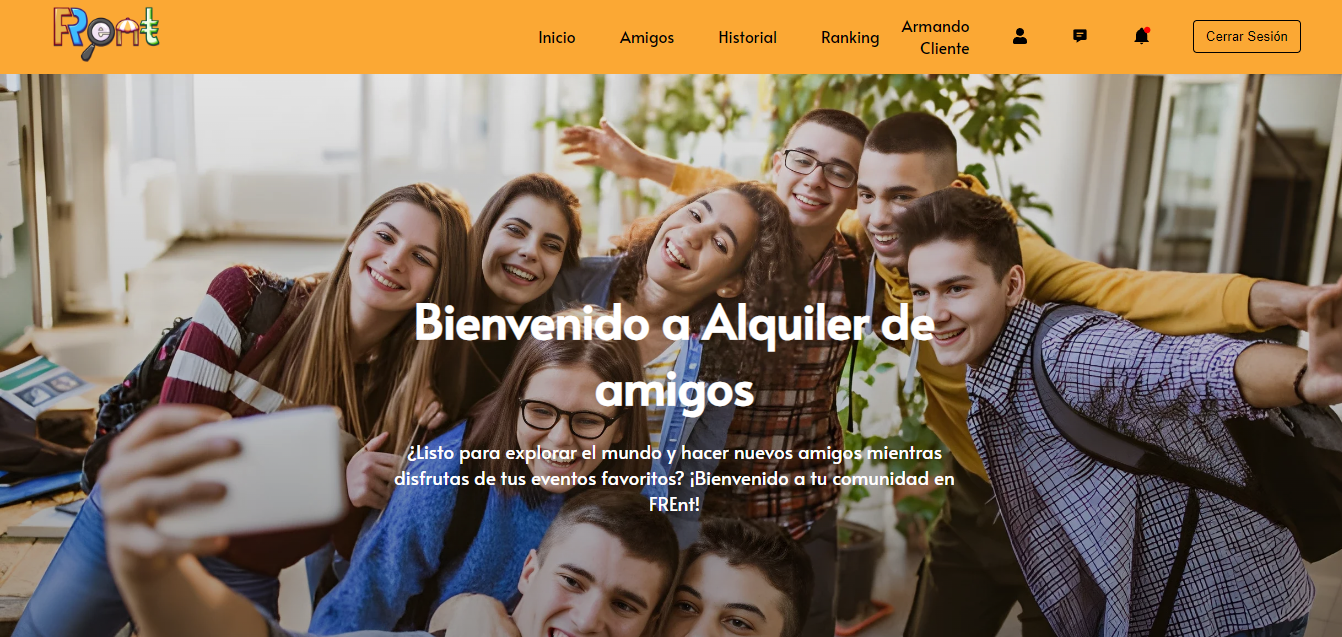 FRent
Inicio
Amigos
Historial
Ranking
Armando
Cliente
Cerrar Sesión
Bienvenido a Alquiler de
amigos
¿Listo para explorar el mundo y hacer nuevos amigos mientras
disfrutas de tus eventos favoritos? ¡Bienvenido a tu comunidad en
FREnt!